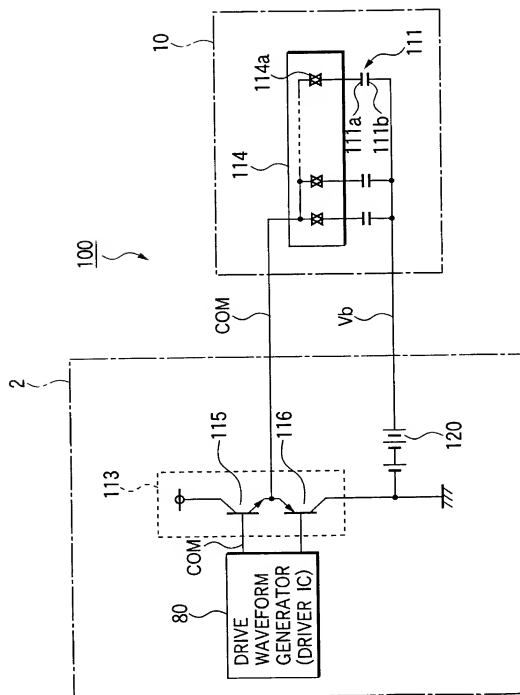 100
10
114
114a
111
111a
111b
COM
Vb
2
113
115
116
COM
80
DRIVE
WAVEFORM
GENERATOR
(DRIVER IC)
120